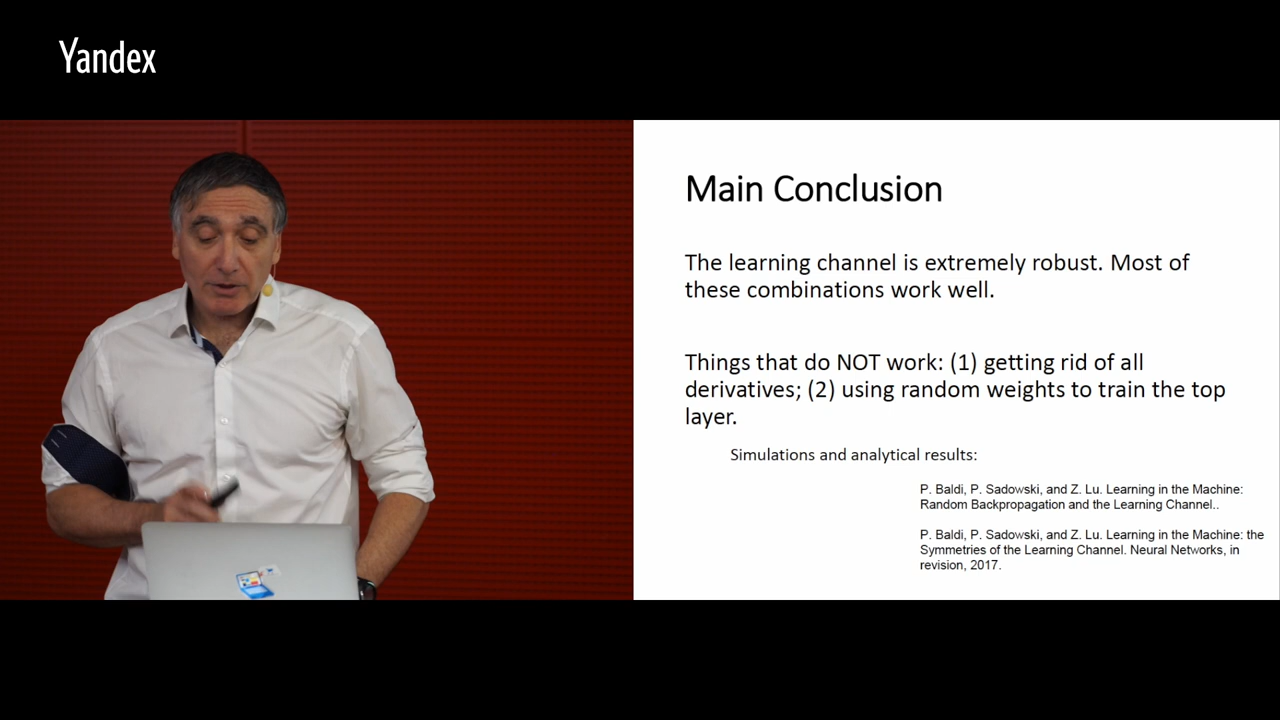 Yandex
Main Conclusion
The learning channel is extremely robust. Most of
these combinations work well.
Things that do NOT work: (1) getting rid of all
derivatives; (2) using random weights to train the top
layer.
Simulations and analytical results:
P. Baldi, P. Sadowski, and Z. Lu. Learning in the Machine:
Random Backpropagation and the Learning Channel..
P. Baldi, P. Sadowski, and Z. Lu. Learning in the Machine: the
Symmetries of the Learning Channel. Neural Networks, in
revision, 2017.